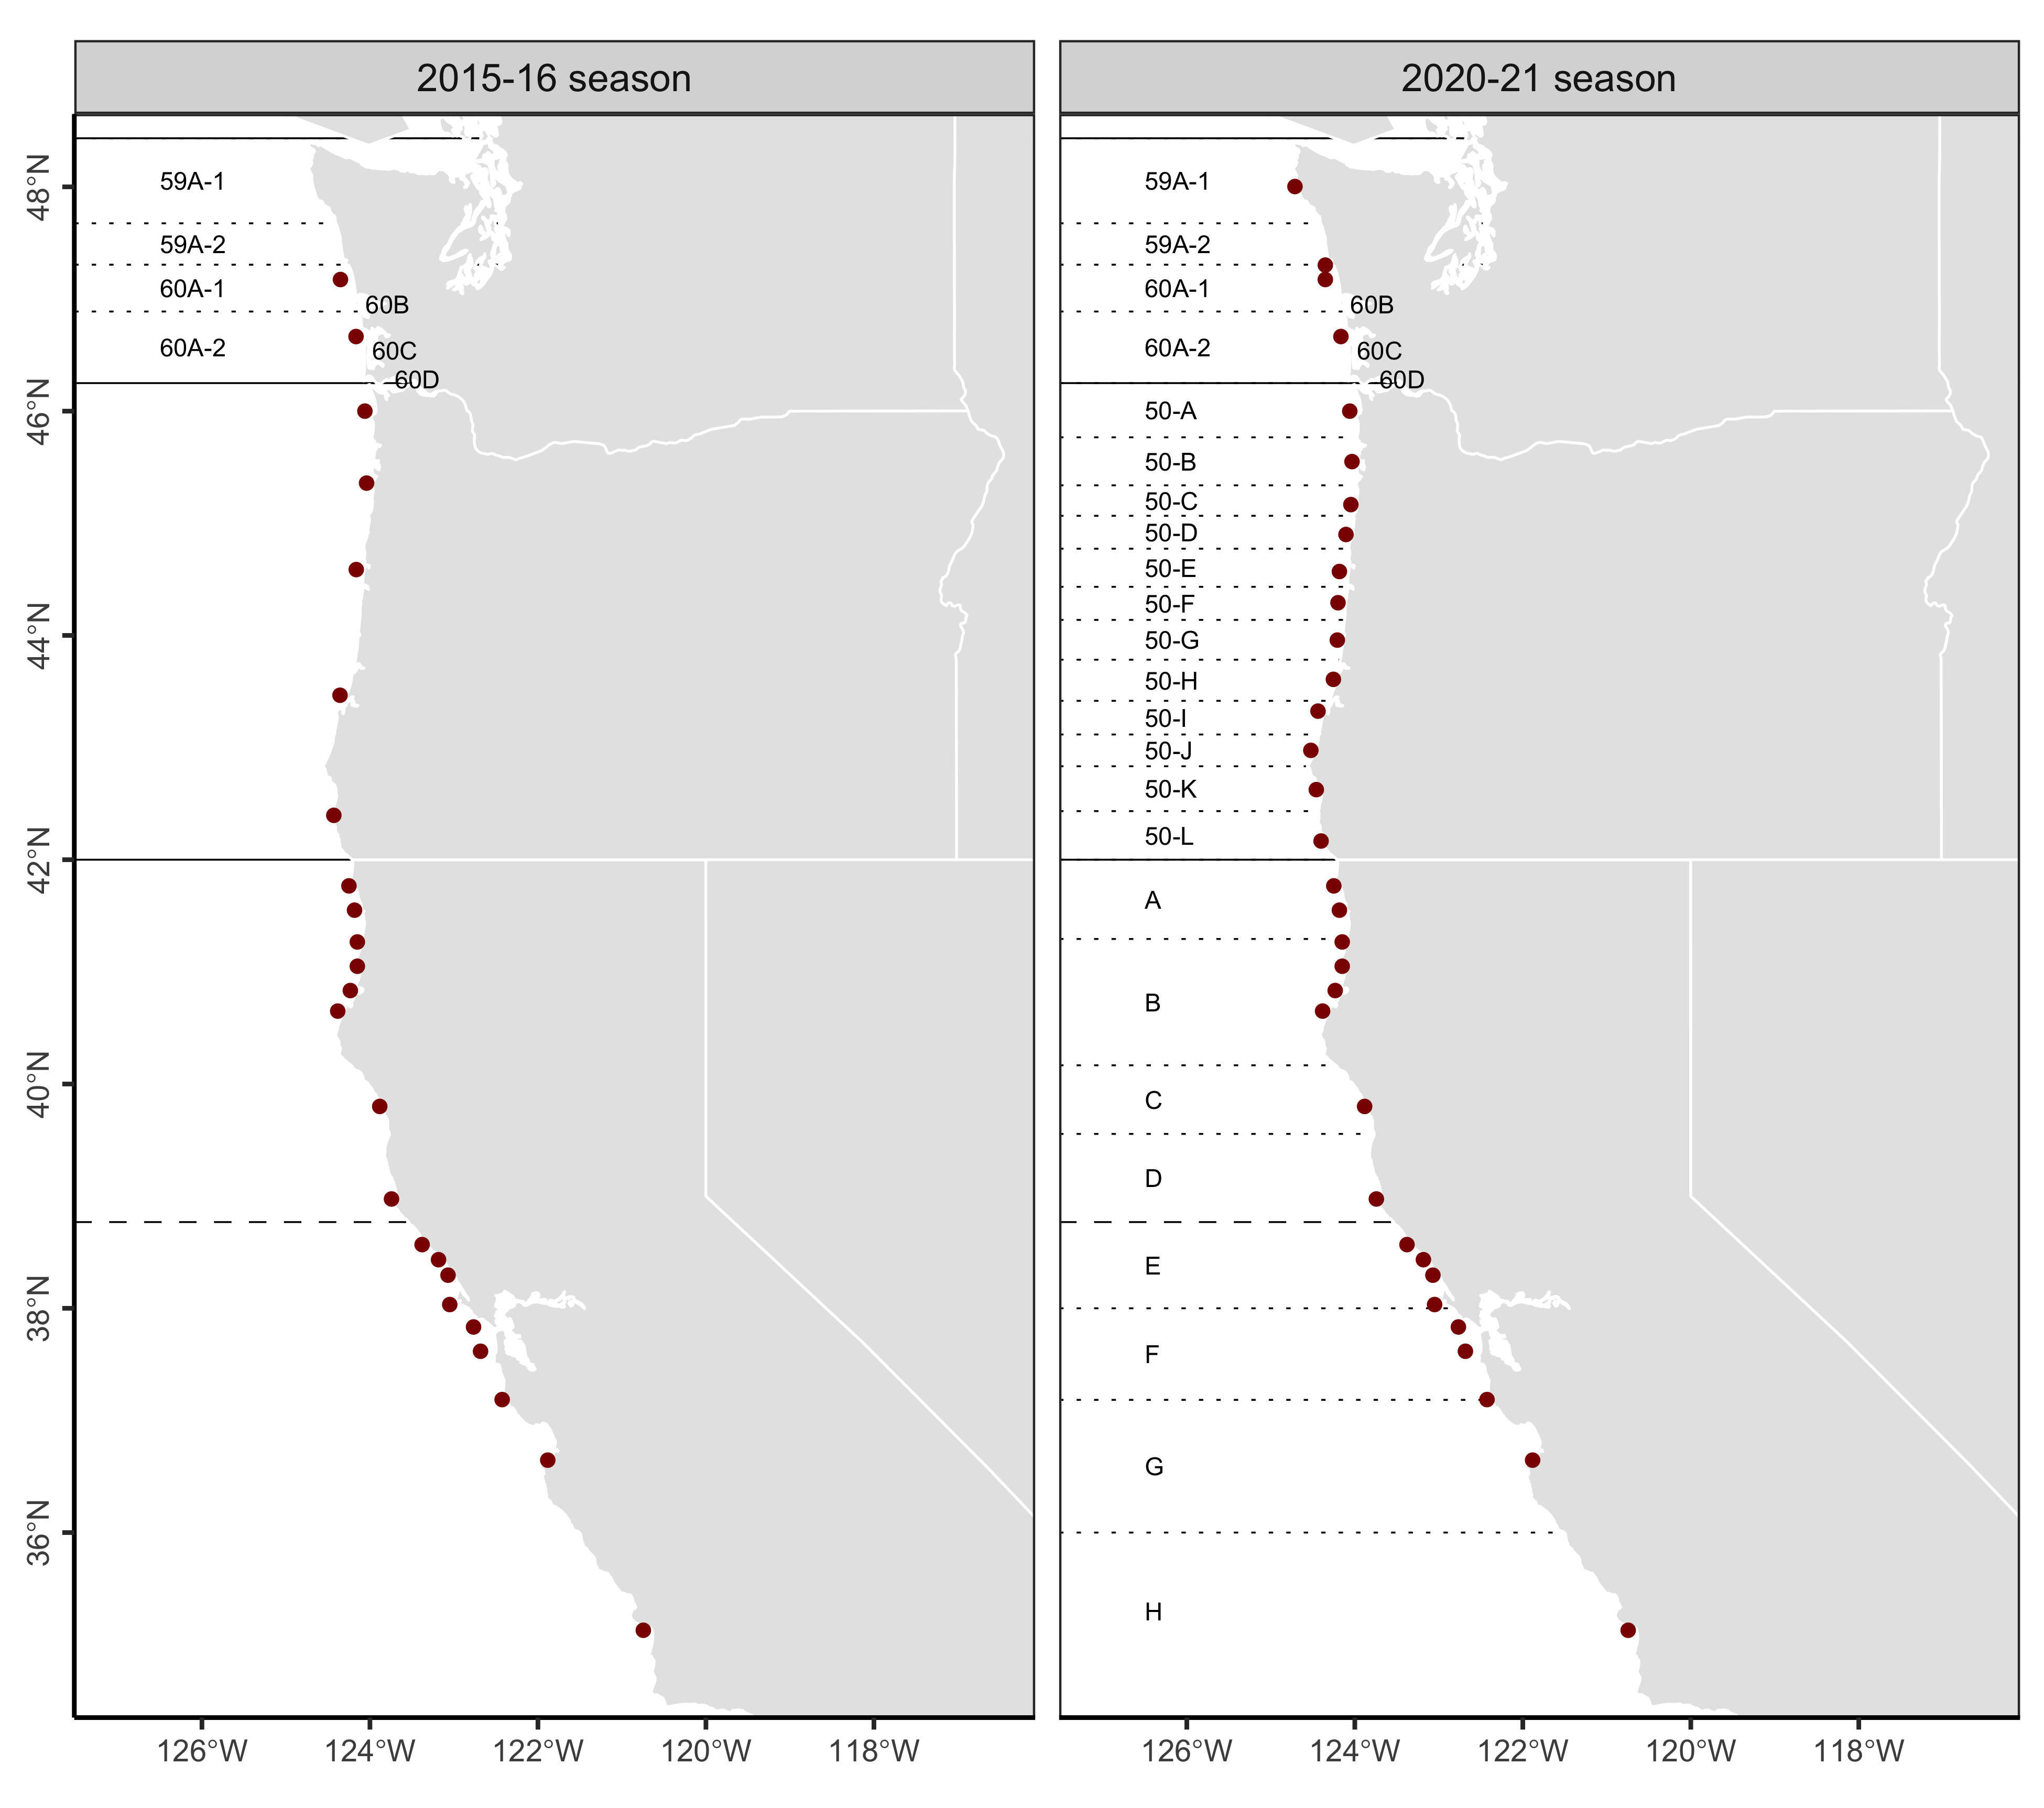 2015-16 season
2020-21 season
48°N
46°N
44°N
42°N
40°N
38°N
36°N
59A-1
59A-2
60A-1
60B
60A-2
60C
60D
59A-1
59A-2
60A-1
60B
60A-2
60C
60D
50-A
50-B
50-C
50-D
50-E
50-F
50-G
50-H
50-I
50-J
50-K
50-L
A
B
C
D
E
F
G
H
126°W 124°W 122°W 120°W 118°W
126°W 124°W 122°W 120°W 118°W